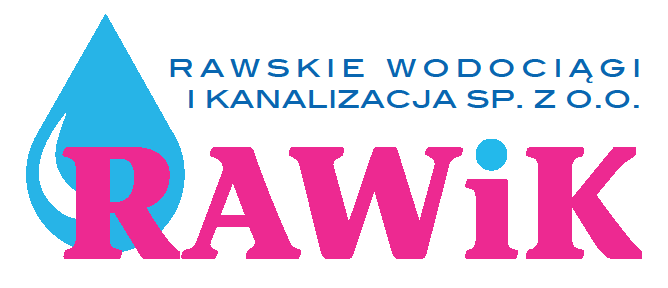 RAWSKIE WODOCIĄGI
I KANALIZACJA SP. Z O.O.
RAWiK